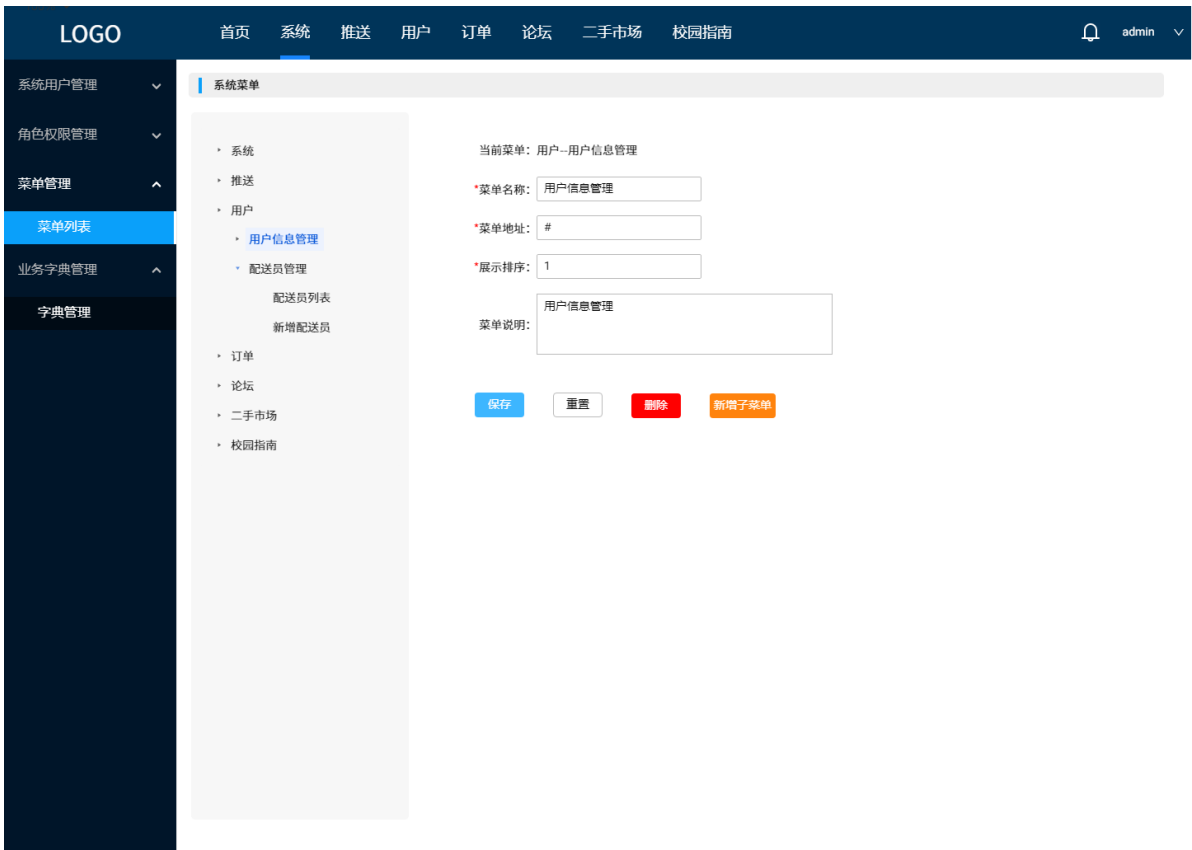 LOGO 首页 系统 推送 用户 订单 论坛 二手市场 校园指南 admin
系统用户管理
角色权限管理
菜单管理
菜单列表
业务字典管理
字典管理
系统菜单
系统
推送
用户
用户信息管理
配送员管理
配送员列表
新增配送员
订单
论坛
二手市场
校园指南
当前菜单：用户--用户信息管理
*菜单名称： 用户信息管理
*菜单地址： #
*展示排序： 1
菜单说明： 用户信息管理
保存 重置 删除 新增子菜单